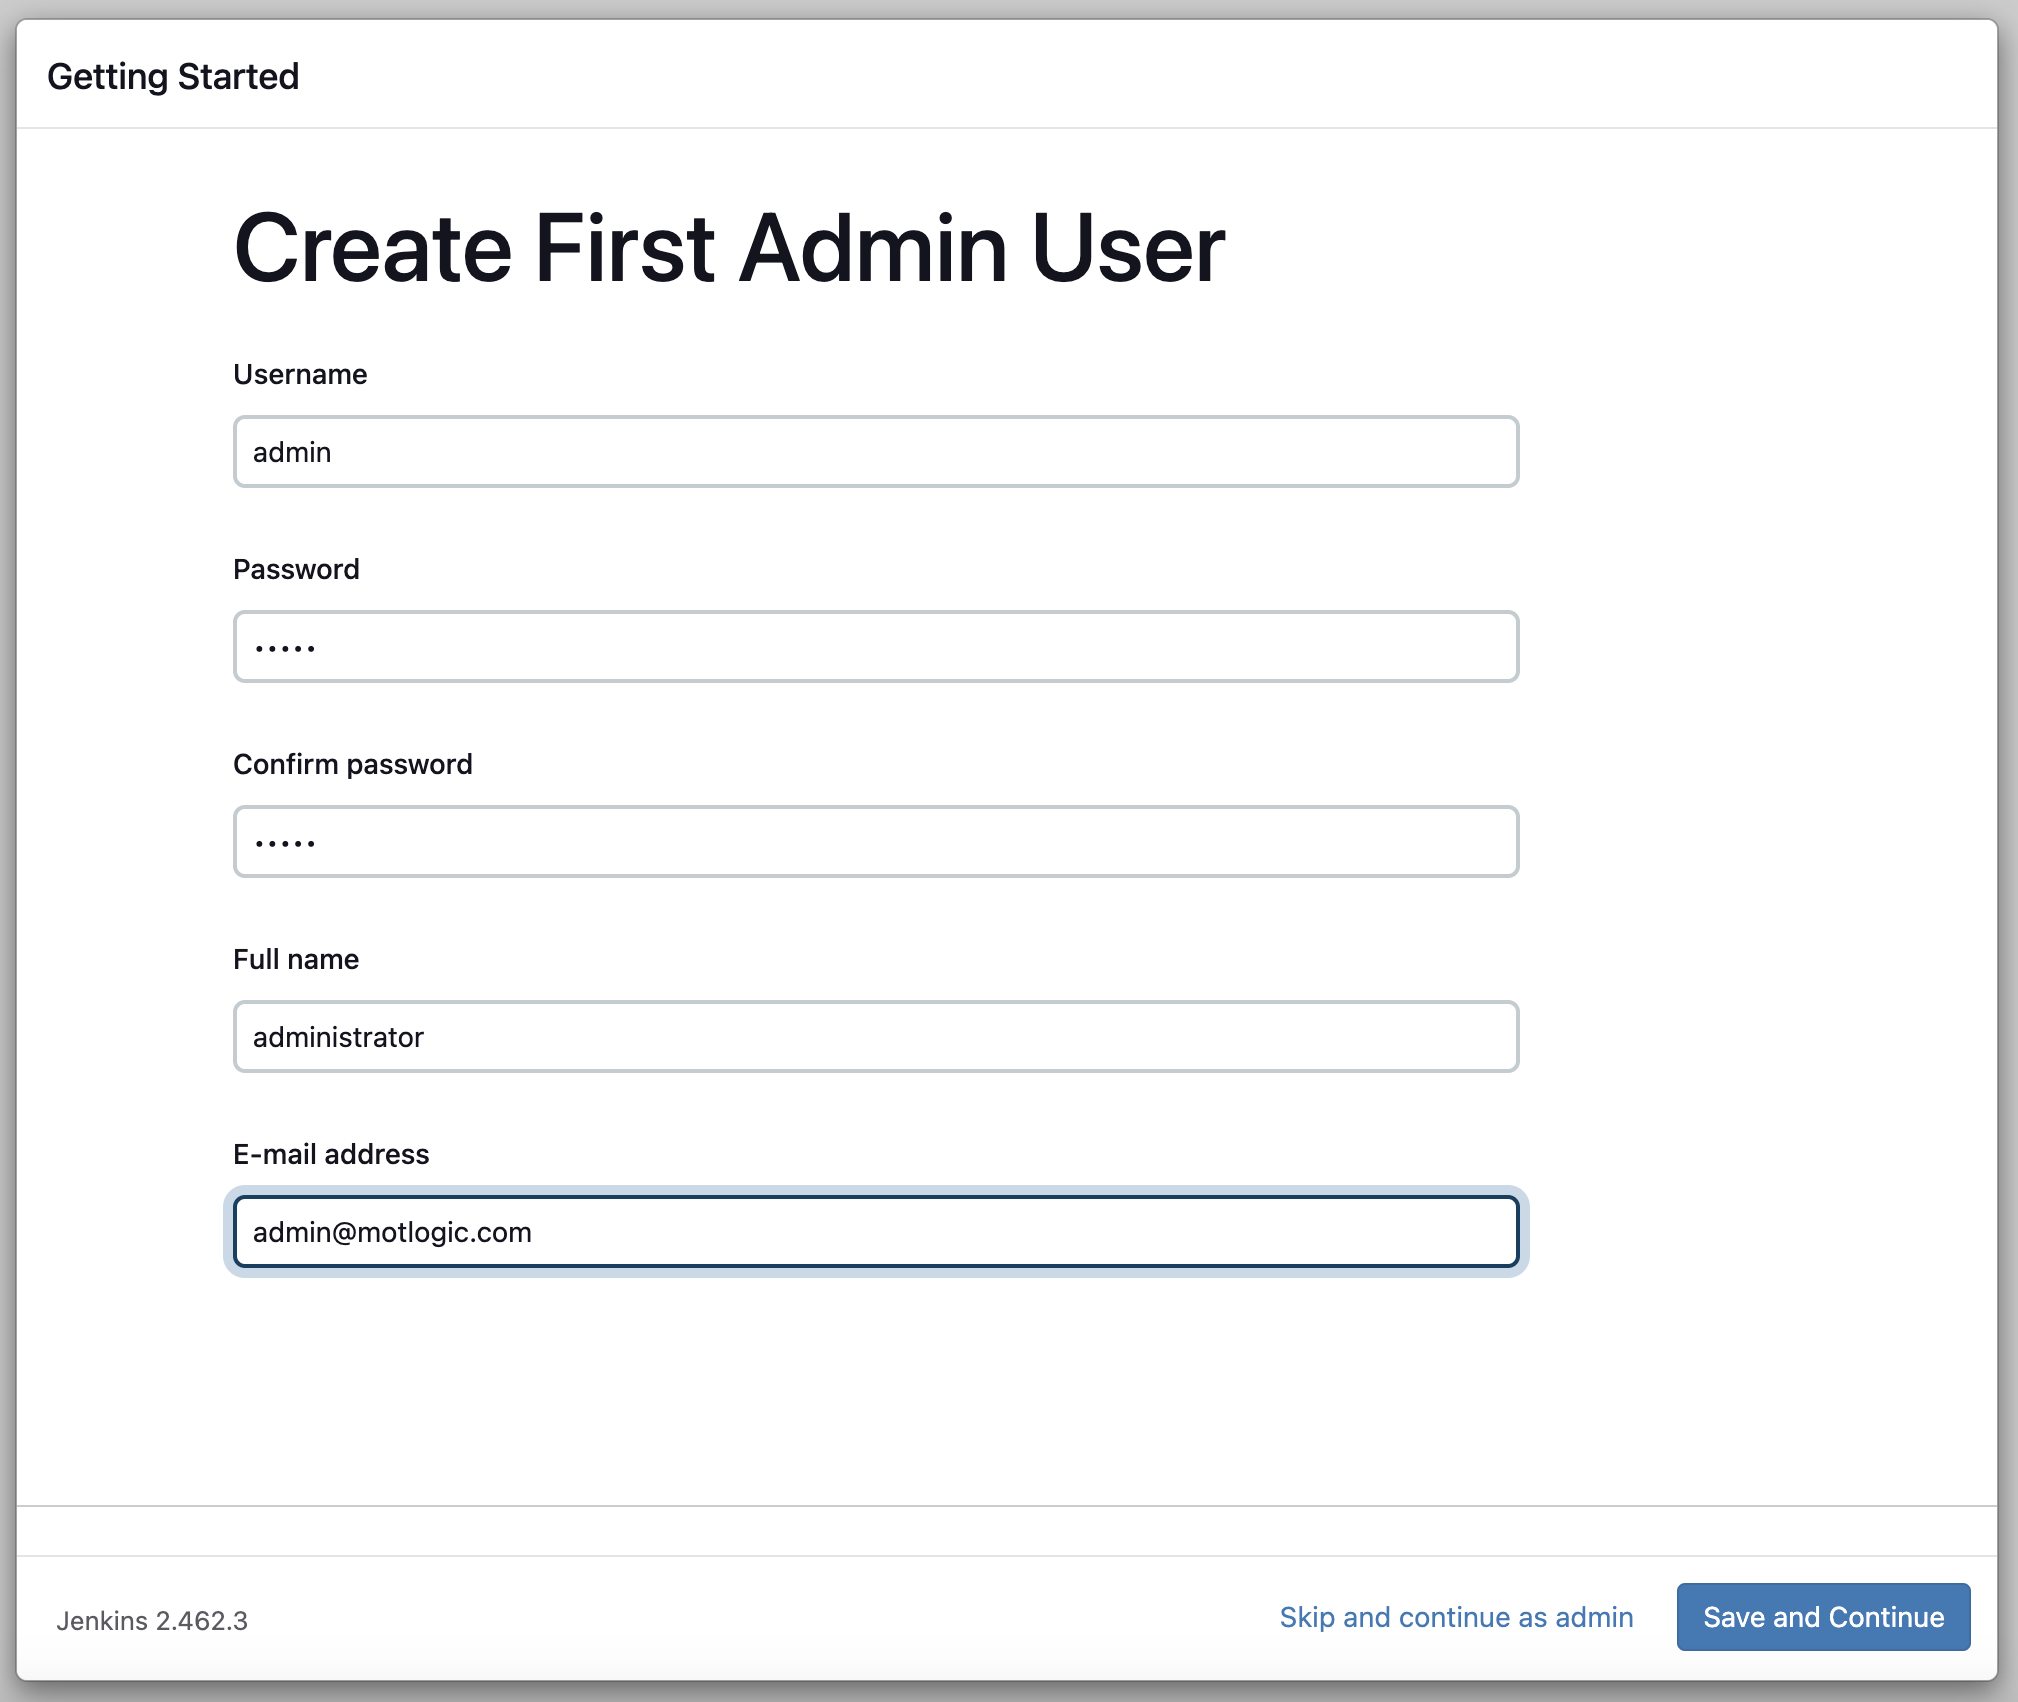 Getting Started
Create First Admin User
Username
admin
Password
•••••
Confirm password
•••••
Full name
administrator
E-mail address
admin@motlogic.com
Jenkins 2.462.3
Skip and continue as admin
Save and Continue